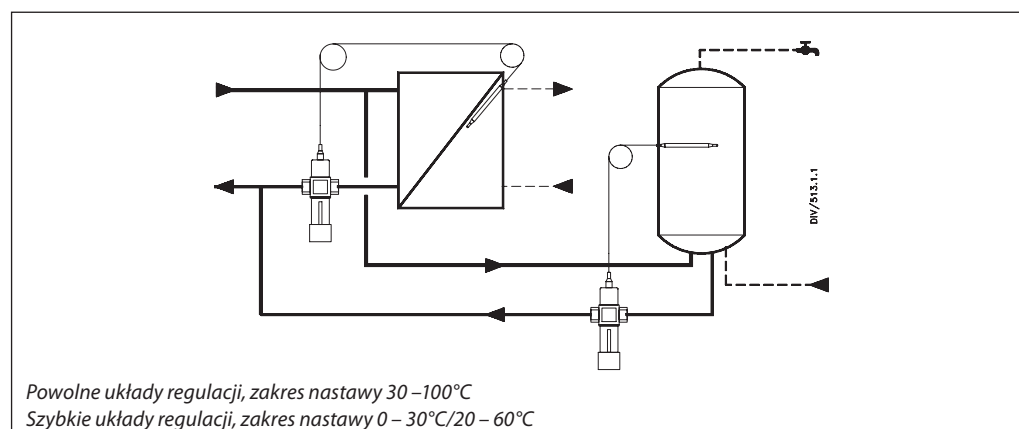 DIV/513.1.1
Powolne układy regulacji, zakres nastawy 30 –100°C
Szybkie układy regulacji, zakres nastawy 0 – 30°C/20 – 60°C